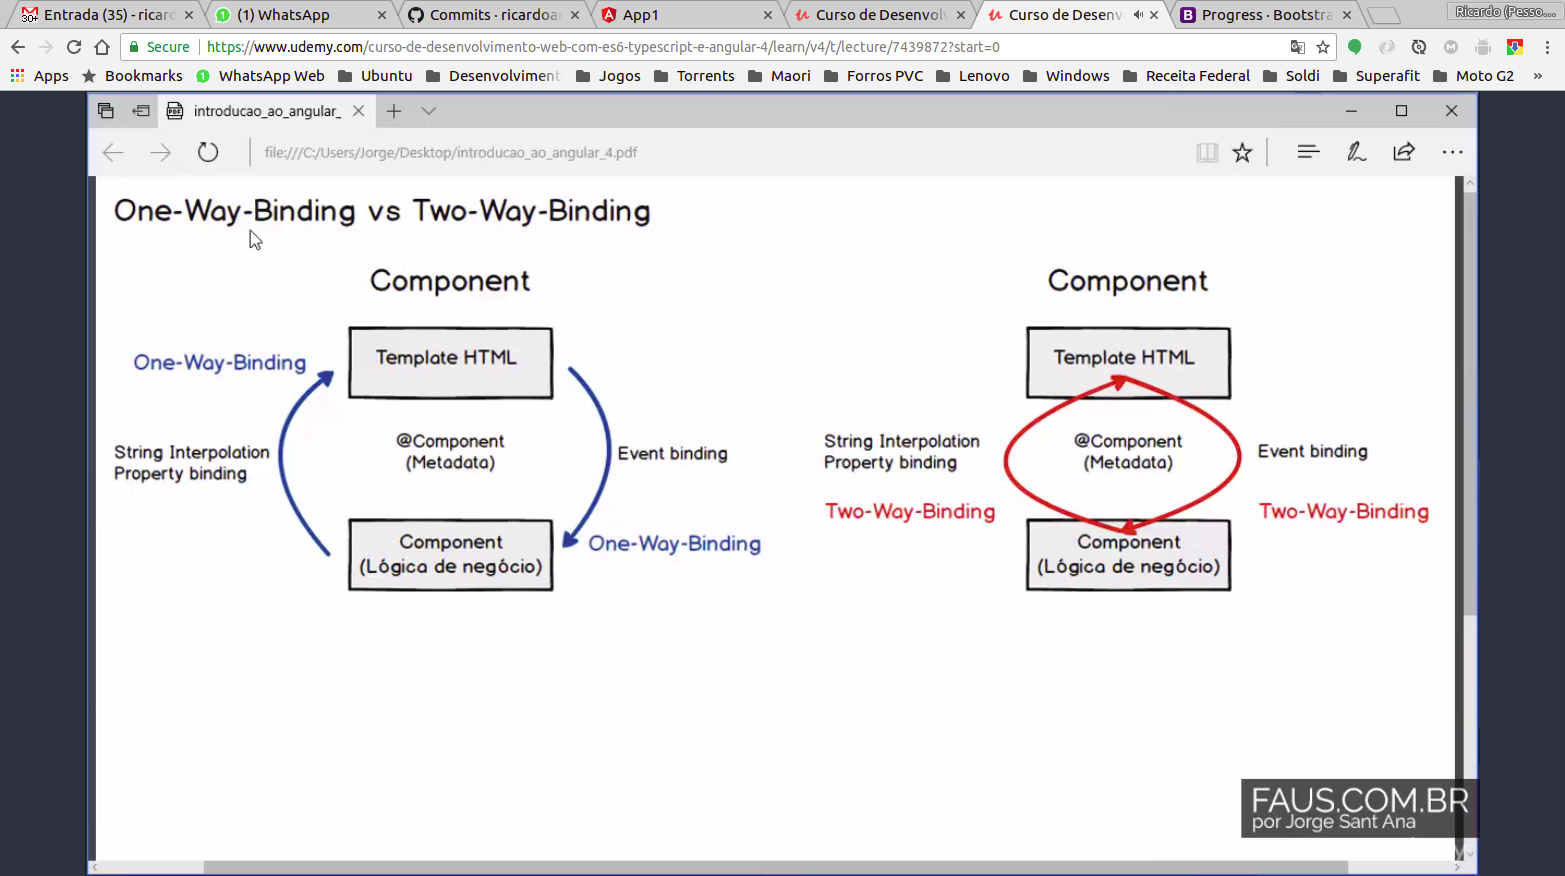 Entrada (35) - ricard
(1) WhatsApp
Commits · ricardoar
App1
Curso de Desenvolv
Curso de Desenv
Progress · Bootstra
Ricardo (Pesso...
Secure
https://www.udemy.com/curso-de-desenvolvimento-web-com-es6-typescript-e-angular-4/learn/v4/t/lecture/7439872?start=0
Apps
Bookmarks
WhatsApp Web
Ubuntu
Desenvolviment
Jogos
Torrents
Maori
Forros PVC
Lenovo
Windows
Receita Federal
Soldi
Superafit
Moto G2
»
introducao_ao_angular_
file:///C:/Users/Jorge/Desktop/introducao_ao_angular_4.pdf
One-Way-Binding vs Two-Way-Binding
Component
One-Way-Binding
Template HTML
String Interpolation
Property binding
@Component
(Metadata)
Event binding
Component
(Lógica de negócio)
One-Way-Binding
Component
Template HTML
String Interpolation
Property binding
@Component
(Metadata)
Event binding
Two-Way-Binding
Two-Way-Binding
Component
(Lógica de negócio)
FAUS.COM.BR
por Jorge Sant Ana